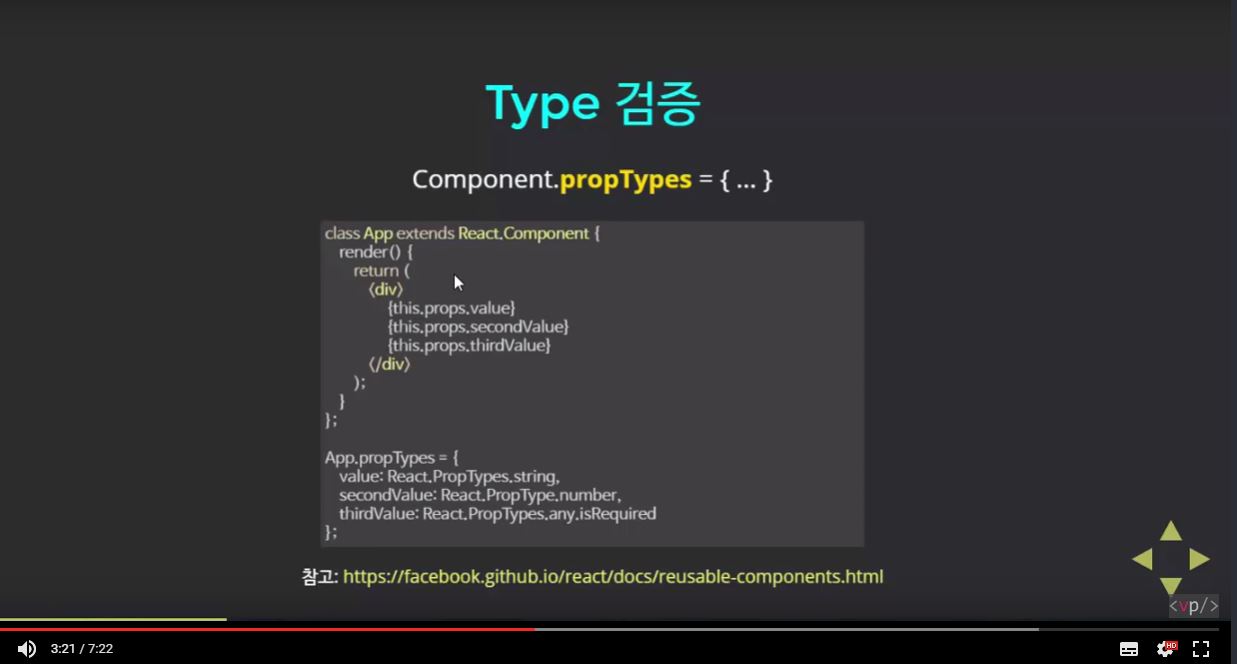 Type 검증
Component.propTypes = { ... }
class App extends React.Component {
render() {
return (
<div>
{this.props.value}
{this.props.secondValue}
{this.props.thirdValue}
</div>
);
}
};
App.propTypes = {
value: React.PropTypes.string,
secondValue: React.PropType.number,
thirdValue: React.PropTypes.any.isRequired
};
참고: https://facebook.github.io/react/docs/reusable-components.html
<vp/>
3:21 / 7:22
HD